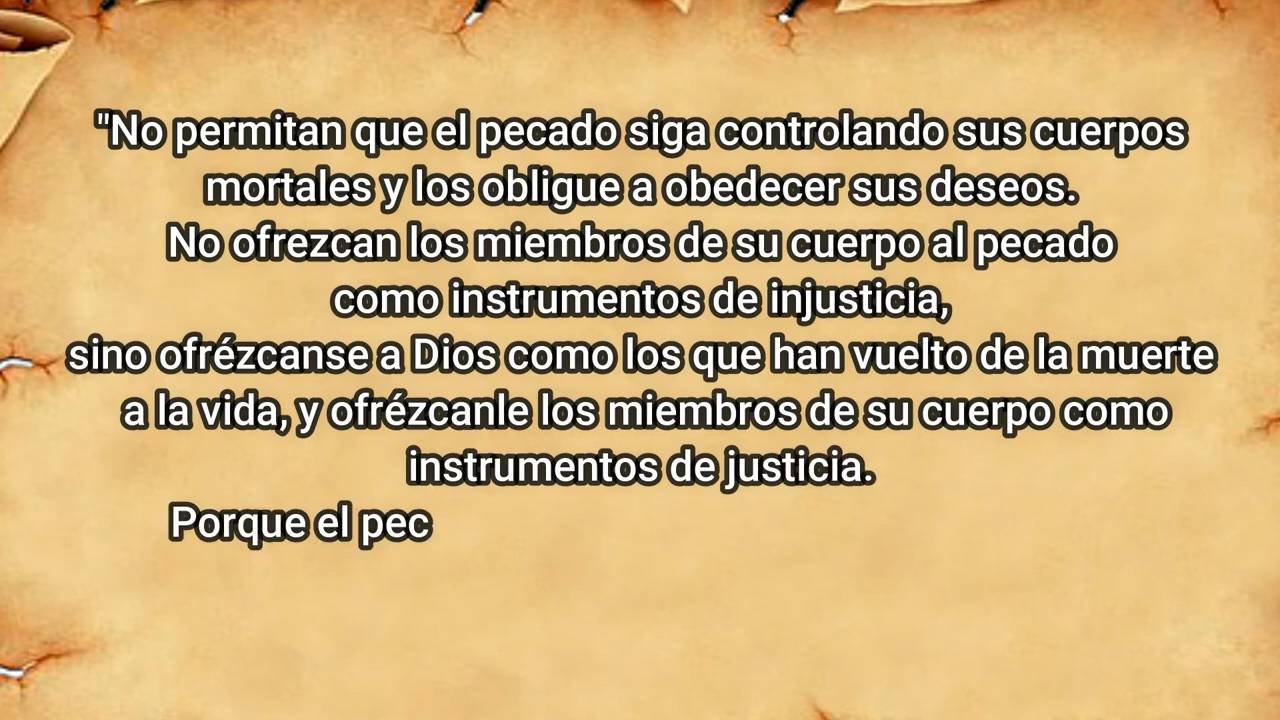 "No permitan que el pecado siga controlando sus cuerpos
mortales y los obligue a obedecer sus deseos.
No ofrezcan los miembros de su cuerpo al pecado
como instrumentos de injusticia,
sino ofrézcanse a Dios como los que han vuelto de la muerte
a la vida, y ofrézcanle los miembros de su cuerpo como
instrumentos de justicia.
Porque el pec